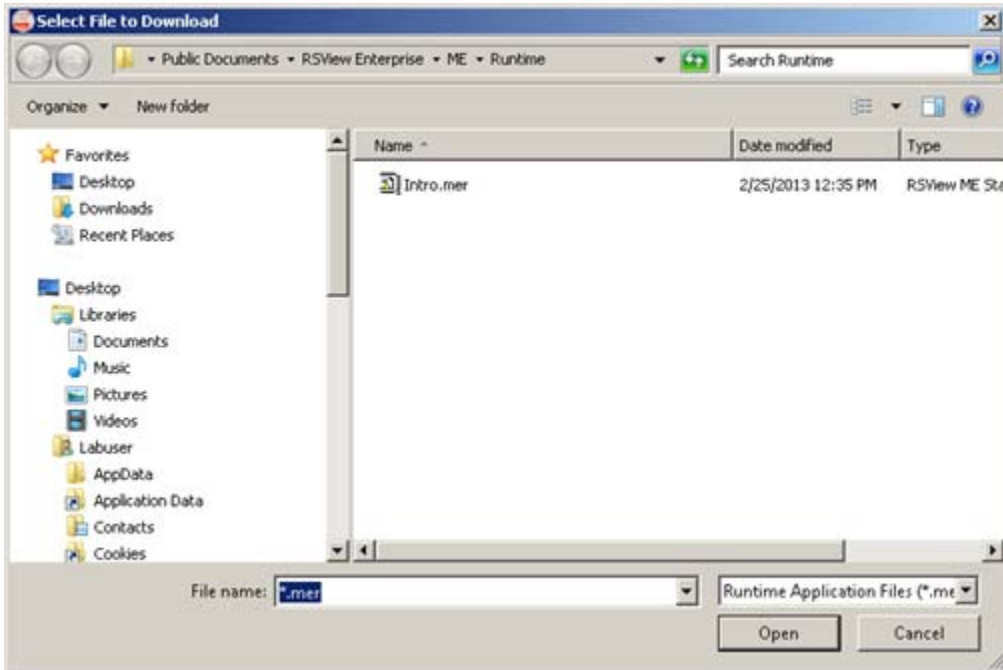 Select File to Download
Public Documents RSView Enterprise ME Runtime
Search Runtime
Organize New folder
Name Date modified Type
Intro.mer 2/25/2013 12:35 PM RSView ME Sta
Favorites
Desktop
Downloads
Recent Places
Desktop
Libraries
Documents
Music
Pictures
Videos
Labuser
AppData
Application Data
Contacts
Cookies
File name: *.mer Runtime Application Files (*.me
Open Cancel